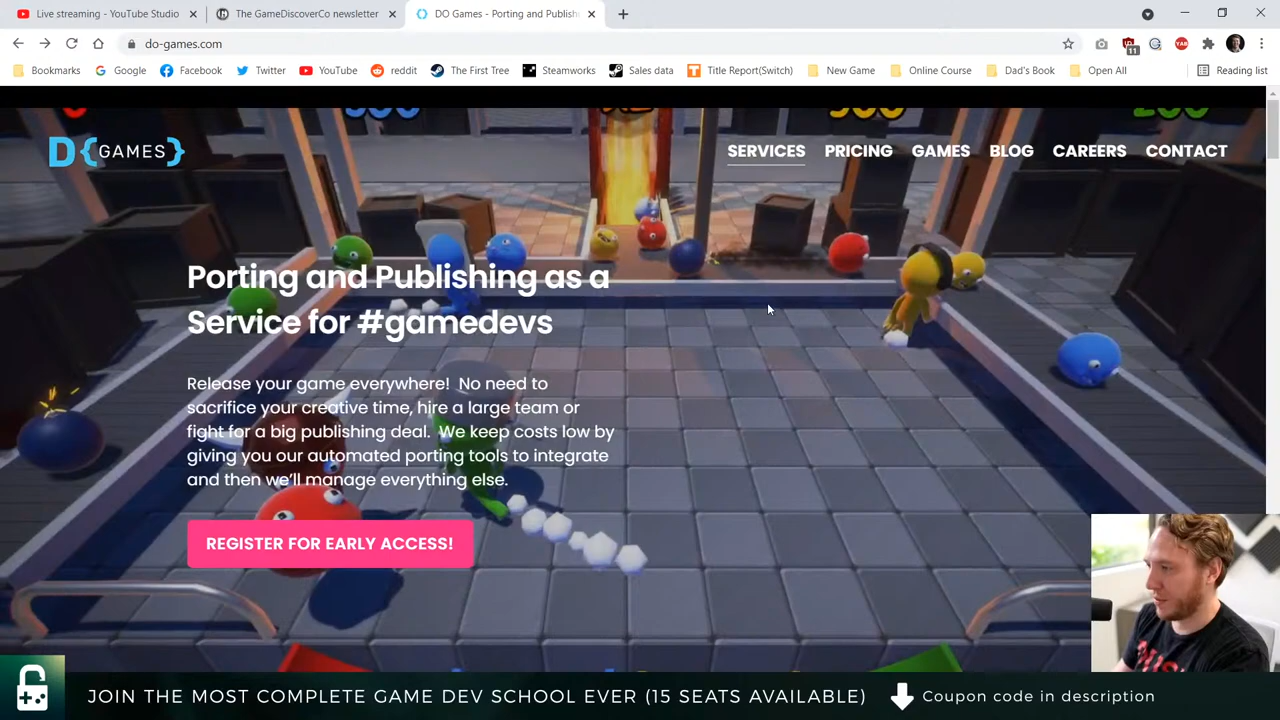 Live streaming - YouTube Studio
The GameDiscoverCo newsletter
DO Games - Porting and Publish
do-games.com
11
YAB
Bookmarks
Google
Facebook
Twitter
YouTube
reddit
The First Tree
Steamworks
Sales data
Title Report(Switch)
New Game
Online Course
Dad's Book
Open All
Reading list
D{GAMES}
SERVICES
PRICING
GAMES
BLOG
CAREERS
CONTACT
Porting and Publishing as a
Service for #gamedevs
Release your game everywhere! No need to
sacrifice your creative time, hire a large team or
fight for a big publishing deal. We keep costs low by
giving you our automated porting tools to integrate
and then we'll manage everything else.
REGISTER FOR EARLY ACCESS!
JOIN THE MOST COMPLETE GAME DEV SCHOOL EVER (15 SEATS AVAILABLE)
Coupon code in description